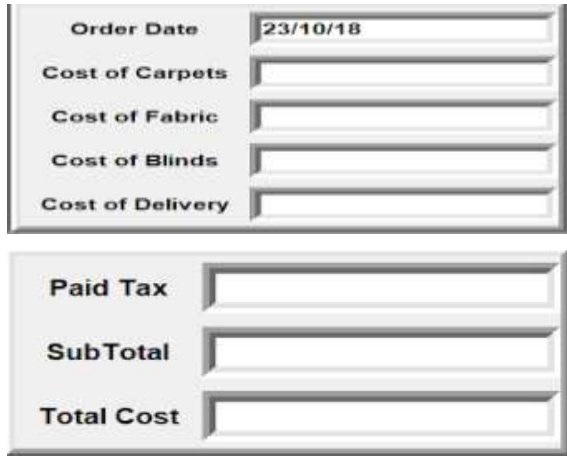 Order Date 23/10/18
Cost of Carpets
Cost of Fabric
Cost of Blinds
Cost of Delivery
Paid Tax
SubTotal
Total Cost